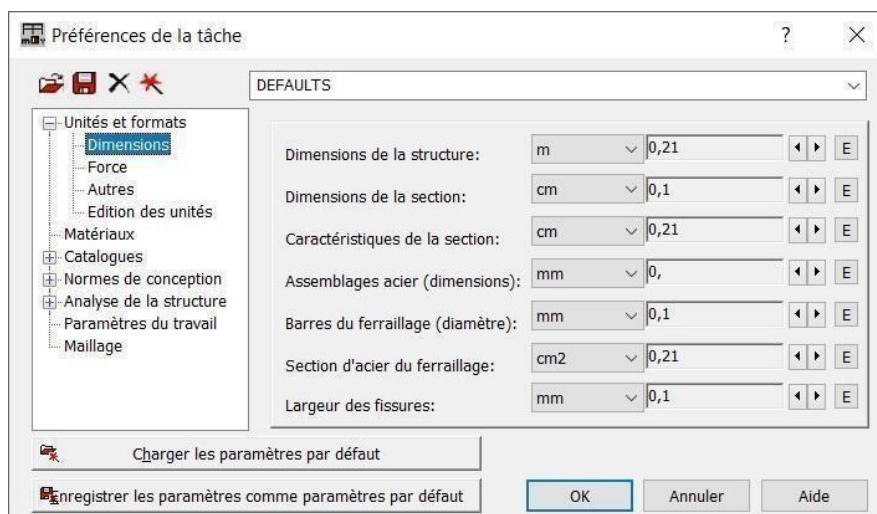 Préférences de la tâche ?
DEFAULTS
Unités et formats
Dimensions
Force
Autres
Edition des unités
Matériaux
Catalogues
Normes de conception
Analyse de la structure
Paramètres du travail
Maillage
Dimensions de la structure: m 0,21 E
Dimensions de la section: cm 0,1 E
Caractéristiques de la section: cm 0,21 E
Assemblages acier (dimensions): mm 0, E
Barres du ferraillage (diamètre): mm 0,1 E
Section d'acier du ferraillage: cm2 0,21 E
Largeur des fissures: mm 0,1 E
Charger les paramètres par défaut
Enregistrer les paramètres comme paramètres par défaut
OK Annuler Aide